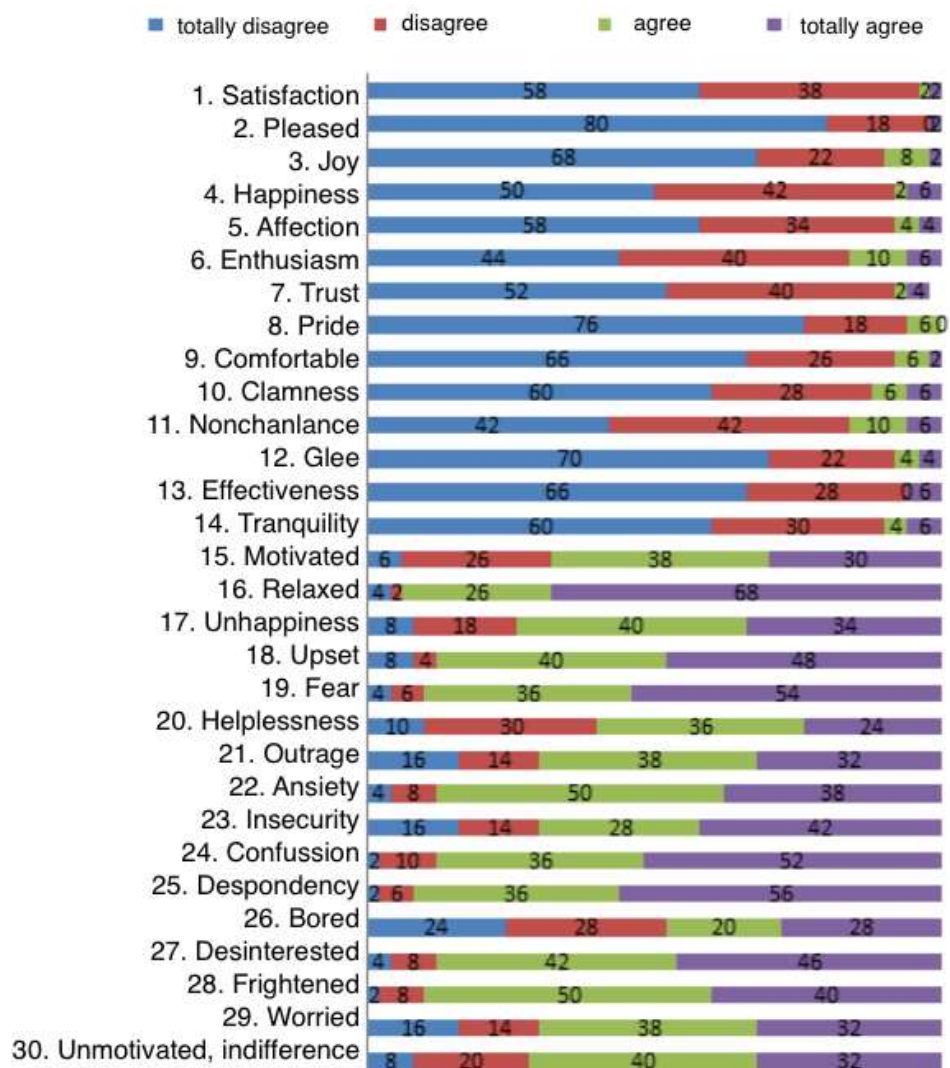 totally disagree disagree agree totally agree
1. Satisfaction 58 38 2 2
2. Pleased 80 18 0 2
3. Joy 68 22 8 2
4. Happiness 50 42 2 6
5. Affection 58 34 4 4
6. Enthusiasm 44 40 10 6
7. Trust 52 40 2 4
8. Pride 76 18 6 0
9. Comfortable 66 26 6 2
10. Clamness 60 28 6 6
11. Nonchanlance 42 42 10 6
12. Glee 70 22 4 4
13. Effectiveness 66 28 0 6
14. Tranquility 60 30 4 6
15. Motivated 6 26 38 30
16. Relaxed 4 2 26 68
17. Unhappiness 8 18 40 34
18. Upset 8 4 40 48
19. Fear 4 6 36 54
20. Helplessness 10 30 36 24
21. Outrage 16 14 38 32
22. Ansiety 4 8 50 38
23. Insecurity 16 14 28 42
24. Confussion 2 10 36 52
25. Despondency 2 6 36 56
26. Bored 24 28 20 28
27. Desinterested 4 8 42 46
28. Frightened 2 8 50 40
29. Worried 16 14 38 32
30. Unmotivated, indifference 8 20 40 32